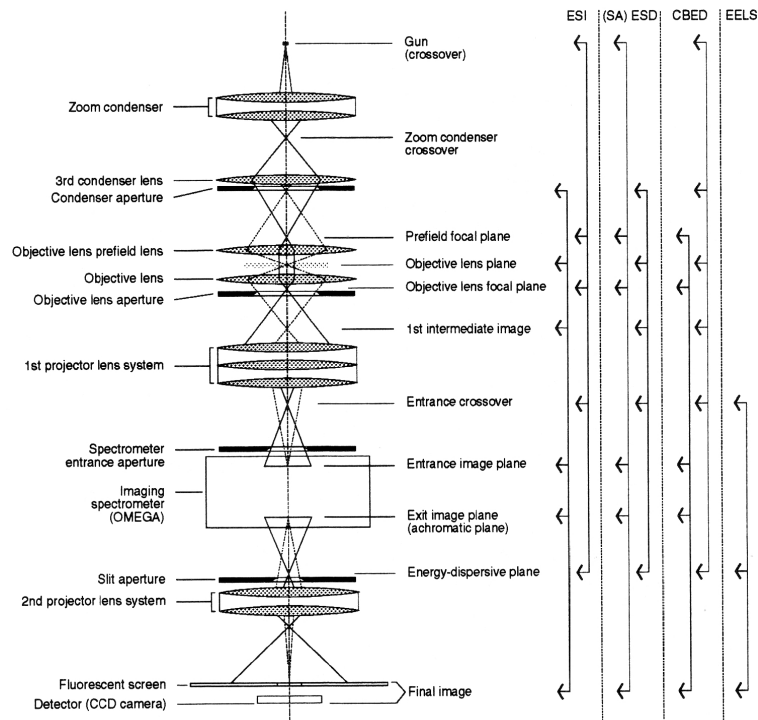 ESI (SA) ESD CBED EELS
Gun
(crossover)
Zoom condenser
Zoom condenser
crossover
3rd condenser lens
Condenser aperture
Prefield focal plane
Objective lens prefield lens
Objective lens plane
Objective lens
Objective lens focal plane
Objective lens aperture
1st intermediate image
1st projector lens system
Entrance crossover
Spectrometer
entrance aperture
Entrance image plane
Imaging
spectrometer
(OMEGA)
Exit image plane
(achromatic plane)
Slit aperture
Energy-dispersive plane
2nd projector lens system
Fluorescent screen
Final image
Detector (CCD camera)